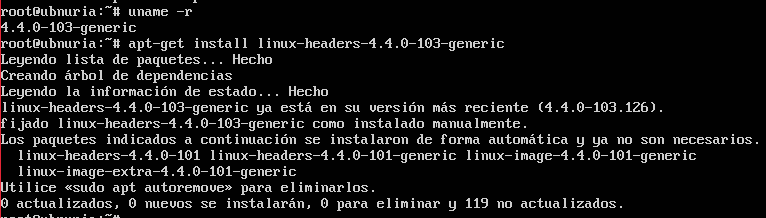 root@ubnuria:~# uname -r
4.4.0-103-generic
root@ubnuria:~# apt-get install linux-headers-4.4.0-103-generic
Leyendo lista de paquetes... Hecho
Creando árbol de dependencias
Leyendo la información de estado... Hecho
linux-headers-4.4.0-103-generic ya está en su versión más reciente (4.4.0-103.126).
fijado linux-headers-4.4.0-103-generic como instalado manualmente.
Los paquetes indicados a continuación se instalaron de forma automática y ya no son necesarios.
  linux-headers-4.4.0-101 linux-headers-4.4.0-101-generic linux-image-4.4.0-101-generic
  linux-image-extra-4.4.0-101-generic
Utilice «sudo apt autoremove» para eliminarlos.
0 actualizados, 0 nuevos se instalarán, 0 para eliminar y 119 no actualizados.
root@ubnuria:~#